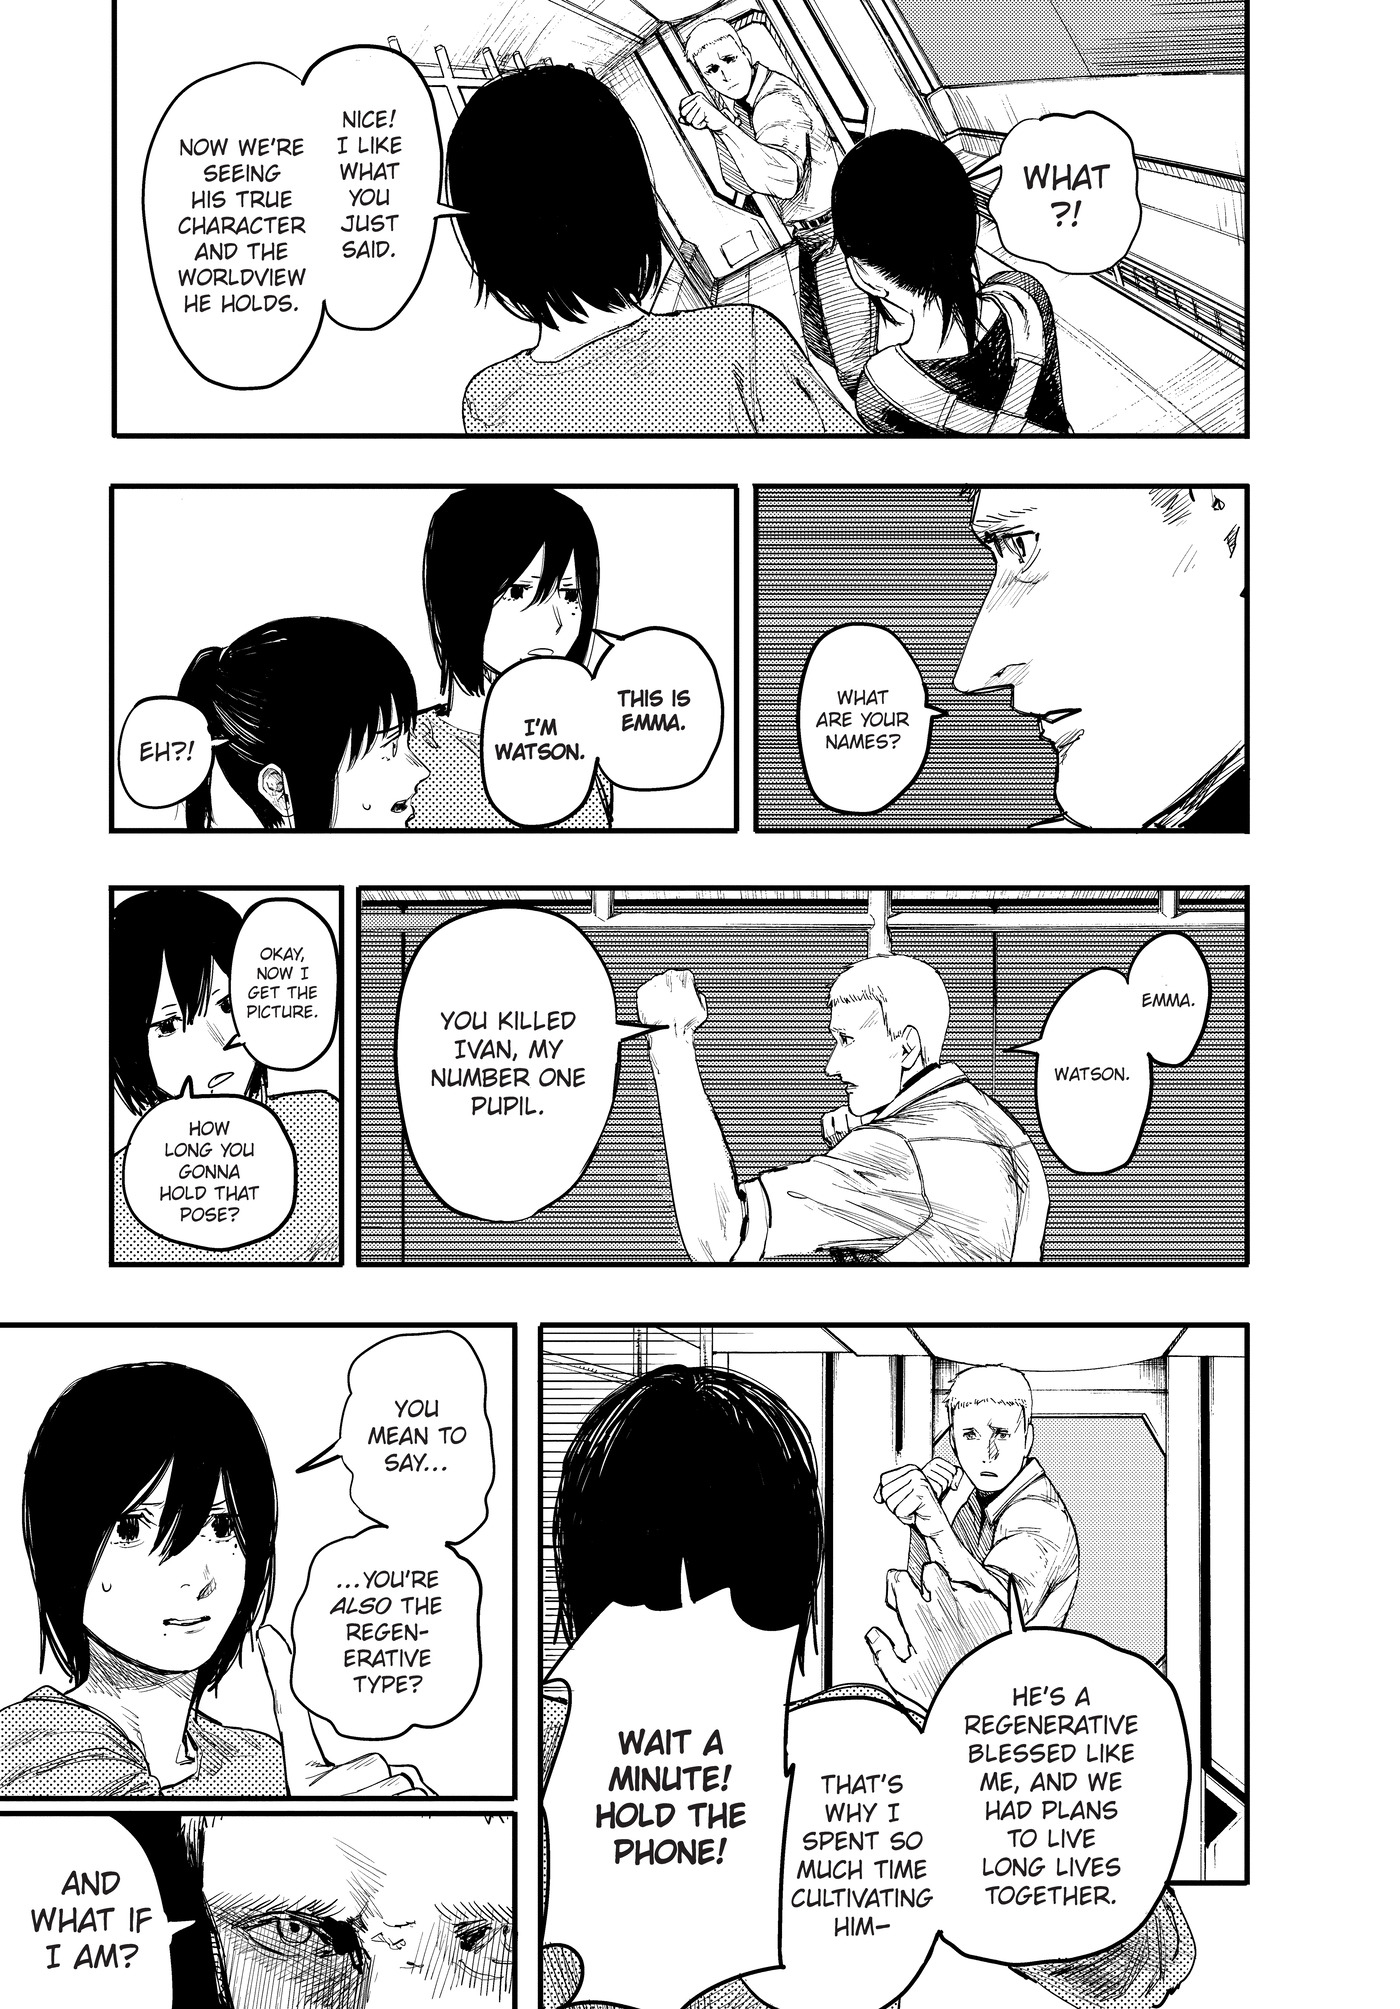 WHAT
?!
NICE!
I LIKE
WHAT
YOU
JUST
SAID.
NOW WE'RE
SEEING
HIS TRUE
CHARACTER
AND THE
WORLDVIEW
HE HOLDS.
WHAT
ARE YOUR
NAMES?
THIS IS
EMMA.
I'M
WATSON.
EH?!
EMMA.
WATSON.
YOU KILLED
IVAN, MY
NUMBER ONE
PUPIL.
OKAY,
NOW I
GET THE
PICTURE.
HOW
LONG YOU
GONNA
HOLD THAT
POSE?
HE'S A
REGENERATIVE
BLESSED LIKE
ME, AND WE
HAD PLANS
TO LIVE
LONG LIVES
TOGETHER.
THAT'S
WHY I
SPENT SO
MUCH TIME
CULTIVATING
HIM–
WAIT A
MINUTE!
HOLD THE
PHONE!
YOU
MEAN TO
SAY...
...YOU'RE
ALSO THE
REGEN-
ERATIVE
TYPE?
AND
WHAT IF
I AM?